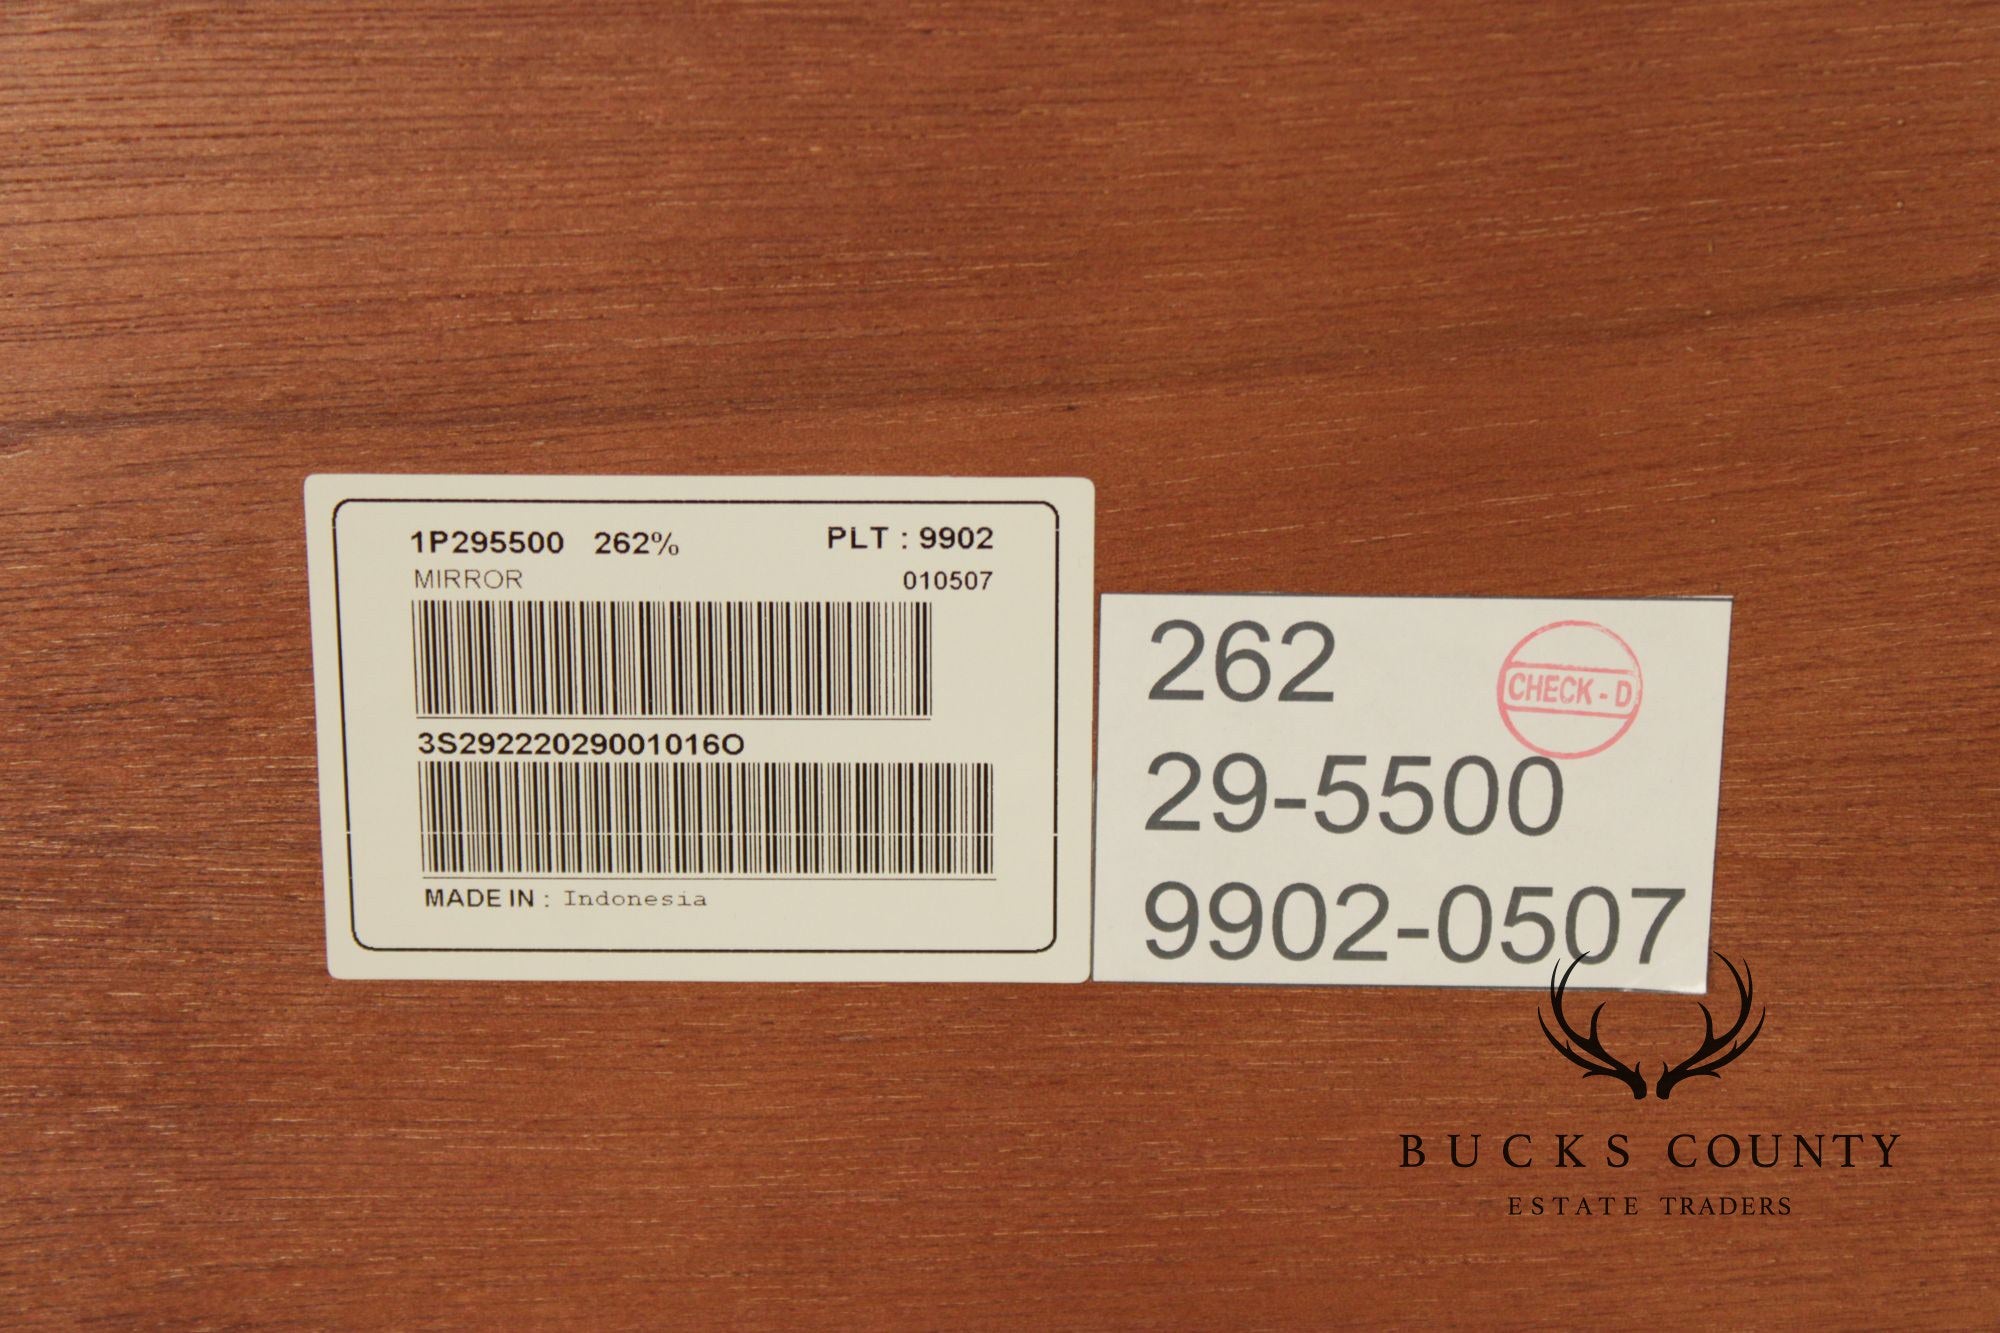 1P295500 262% PLT : 9902
MIRROR 010507
3S29222029001016O
MADE IN : Indonesia
262
CHECK - D
29-5500
9902-0507
BUCKS COUNTY
ESTATE TRADERS